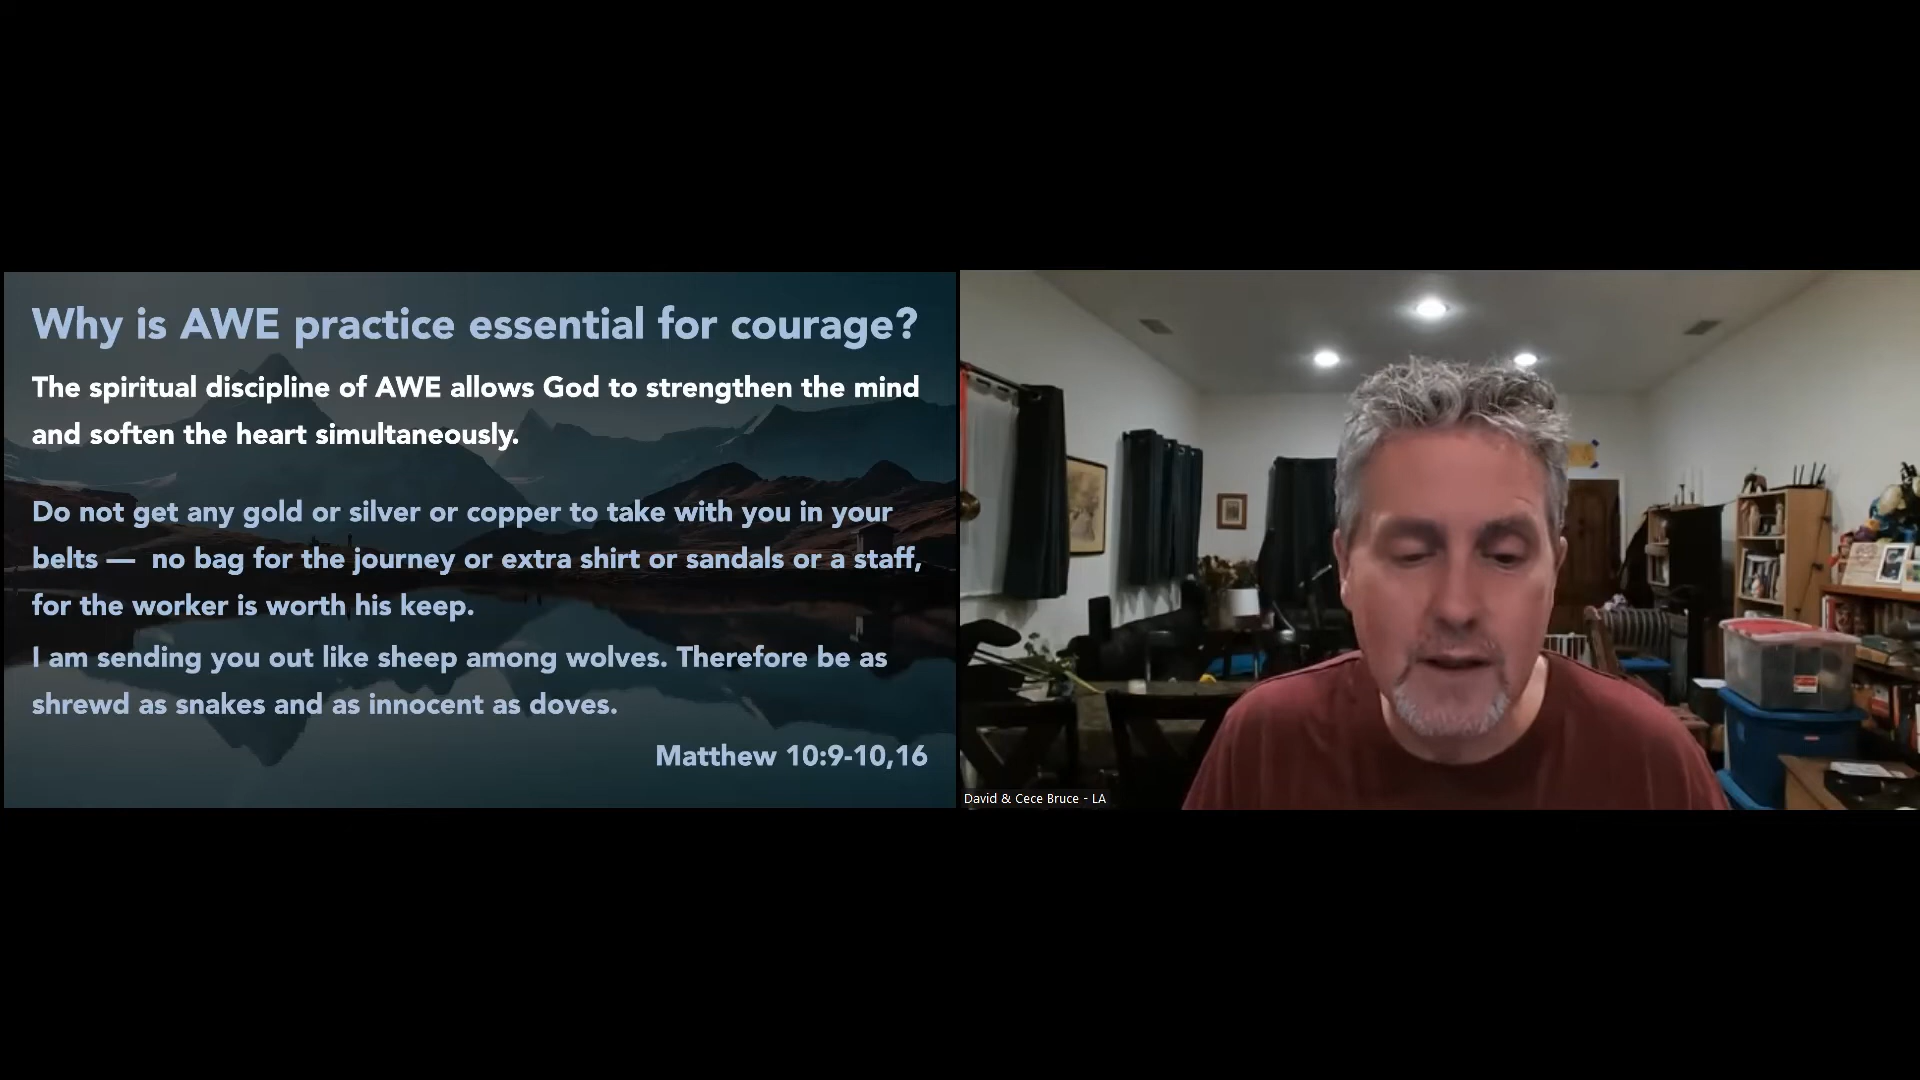 Why is AWE practice essential for courage?
The spiritual discipline of AWE allows God to strengthen the mind
and soften the heart simultaneously.
Do not get any gold or silver or copper to take with you in your
belts — no bag for the journey or extra shirt or sandals or a staff,
for the worker is worth his keep.
I am sending you out like sheep among wolves. Therefore be as
shrewd as snakes and as innocent as doves.
Matthew 10:9-10,16
David & Cece Bruce - LA